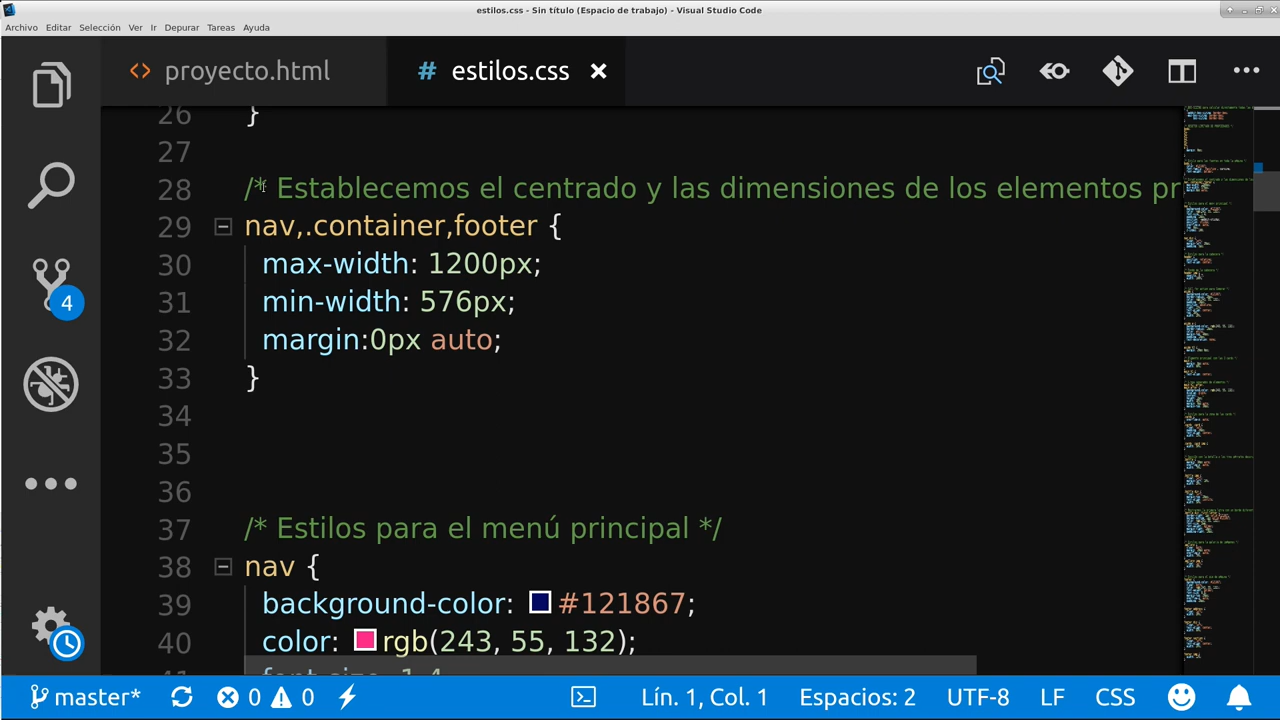 estilos.css - Sin título (Espacio de trabajo) - Visual Studio Code
Archivo Editar Selección Ver Ir Depurar Tareas Ayuda
<> proyecto.html # estilos.css ×
26 }
27
28 /* Establecemos el centrado y las dimensiones de los elementos pr
29 nav,.container,footer {
30 max-width: 1200px;
31 min-width: 576px;
32 margin:0px auto;
33 }
34
35
36
37 /* Estilos para el menú principal */
38 nav {
39 background-color: #121867;
40 color: rgb(243, 55, 132);
4
master* 0 0 Lín. 1, Col. 1 Espacios: 2 UTF-8 LF CSS